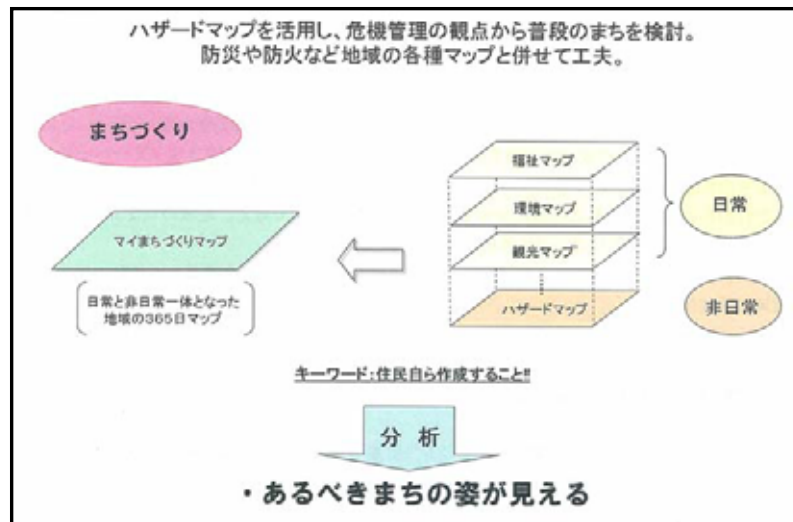 ハザードマップを活用し、危機管理の観点から普段のまちを検討。
防災や防火など地域の各種マップと併せて工夫。
まちづくり
福祉マップ
環境マップ
観光マップ
ハザードマップ
日常
非日常
マイまちづくりマップ
日常と非日常一体となった
地域の365日マップ
キーワード:住民自ら作成すること!!
分 析
・あるべきまちの姿が見える